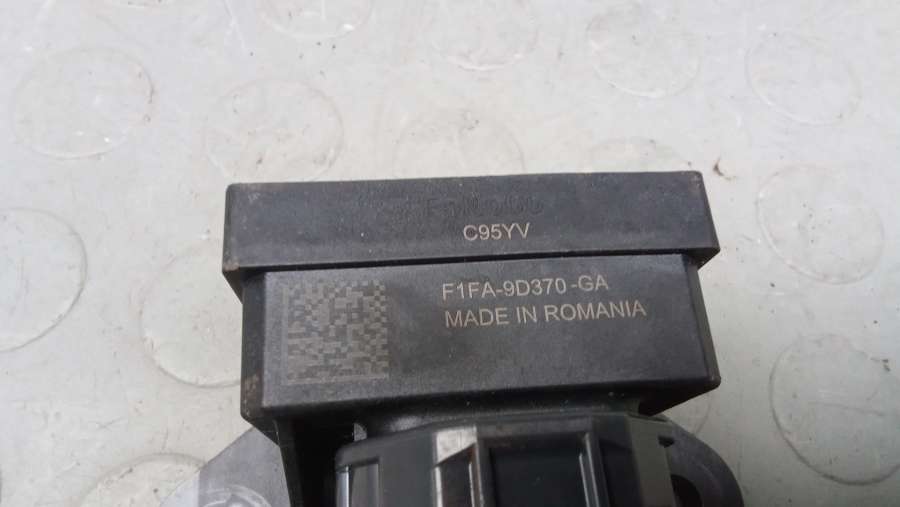 C95YV
F1FA-9D370-GA
MADE IN ROMANIA